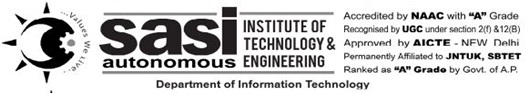 ...Values We Live...
sasi
autonomous
INSTITUTE OF
TECHNOLOGY &
ENGINEERING
Accredited by NAAC with "A" Grade
Recognised by UGC under section 2(f) &12(B)
Approved by AICTE - NEW Delhi
Permanently Affiliated to JNTUK, SBTET
Ranked as "A" Grade by Govt. of A.P.
Department of Information Technology